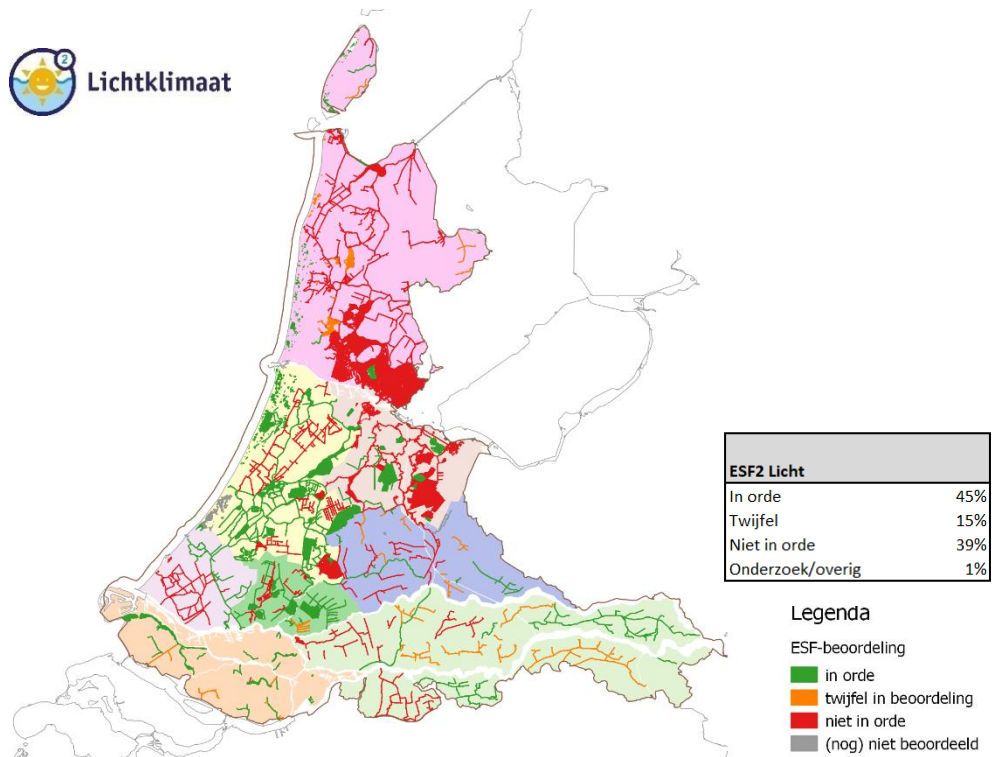 2
Lichtklimaat
ESF2 Licht
In orde 45%
Twijfel 15%
Niet in orde 39%
Onderzoek/overig 1%
Legenda
ESF-beoordeling
in orde
twijfel in beoordeling
niet in orde
(nog) niet beoordeeld